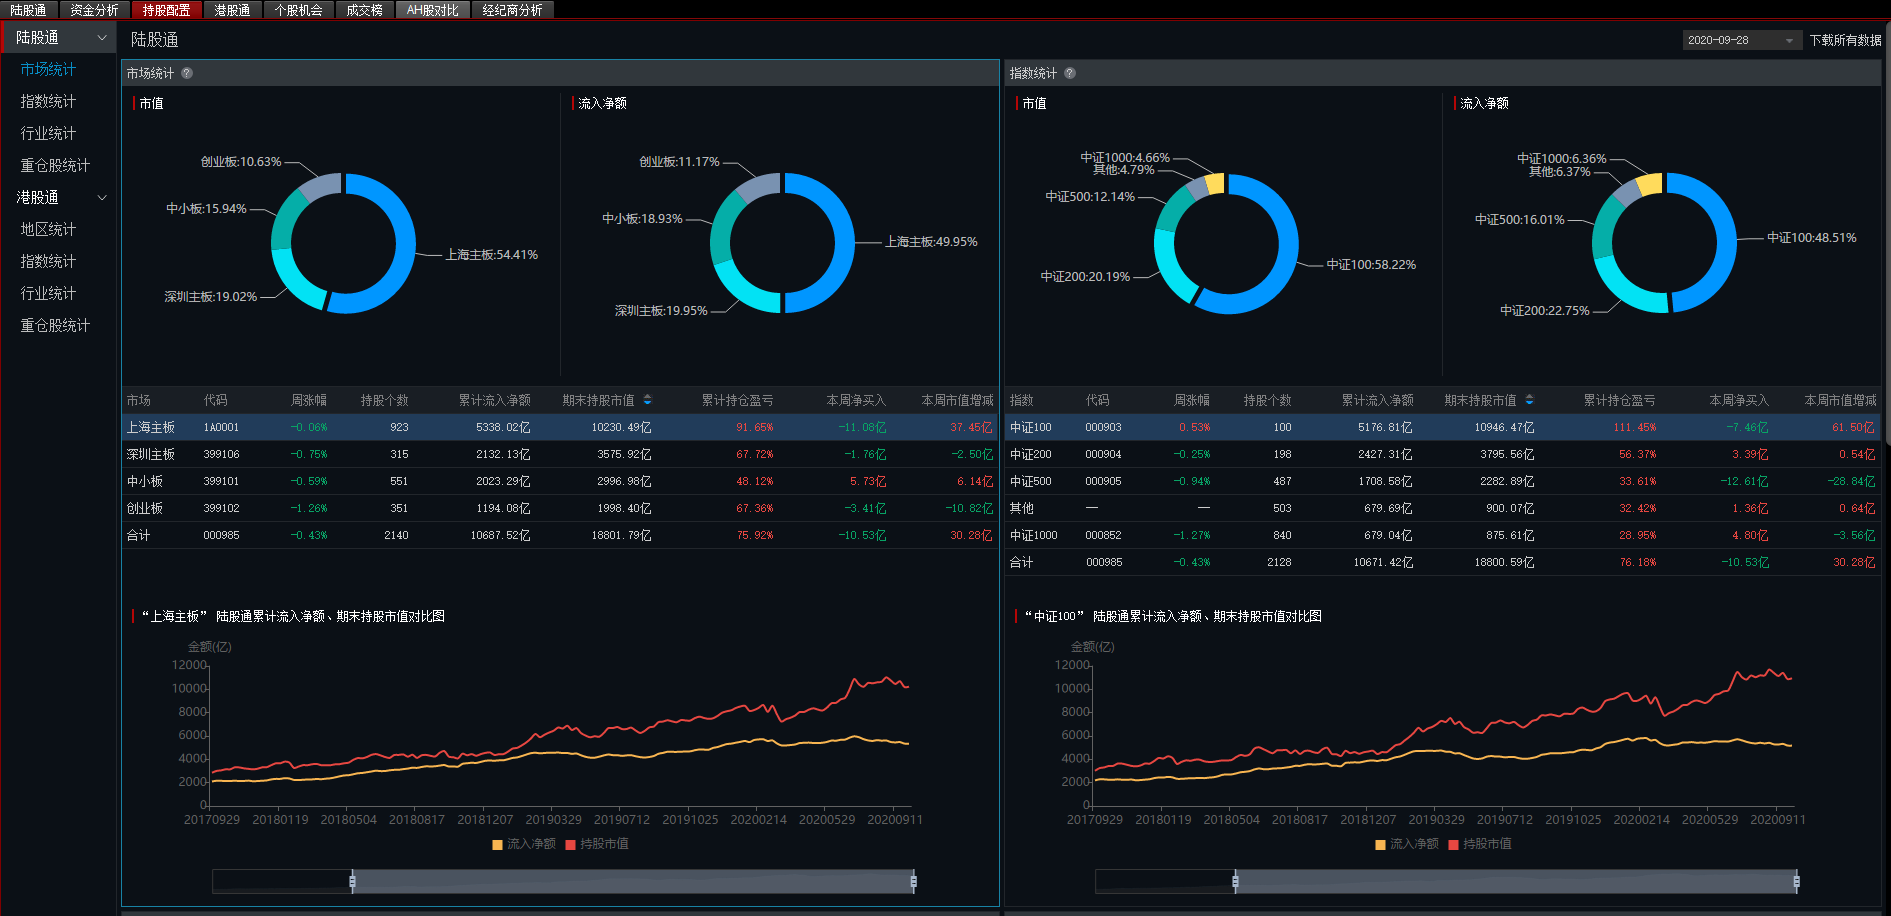 陆股通 资金分析 持股配置 港股通 个股机会 成交榜 AH股对比 经纪商分析
陆股通
市场统计
指数统计
行业统计
重仓股统计
港股通
地区统计
指数统计
行业统计
重仓股统计
陆股通
2020-09-28 下载所有数据
市场统计 ?
市值
创业板:10.63%
中小板:15.94%
上海主板:54.41%
深圳主板:19.02%
流入净额
创业板:11.17%
中小板:18.93%
上海主板:49.95%
深圳主板:19.95%
市场 代码 周涨幅 持股个数 累计流入净额 期末持股市值 累计持仓盈亏 本周净买入 本周市值增减
上海主板 1A0001 -0.06% 923 5338.02亿 10230.49亿 91.65% -11.08亿 37.45亿
深圳主板 399106 -0.75% 315 2132.13亿 3575.92亿 67.72% -1.76亿 -2.50亿
中小板 399101 -0.59% 551 2023.29亿 2996.98亿 48.12% 5.73亿 6.14亿
创业板 399102 -1.26% 351 1194.08亿 1998.40亿 67.36% -3.41亿 -10.82亿
合计 000985 -0.43% 2140 10687.52亿 18801.79亿 75.92% -10.53亿 30.28亿
“上海主板” 陆股通累计流入净额、期末持股市值对比图
金额(亿)
12000
10000
8000
6000
4000
2000
0
20170929 20180119 20180504 20180817 20181207 20190329 20190712 20191025 20200214 20200529 20200911
流入净额 持股市值
指数统计 ?
市值
中证1000:4.66%
其他:4.79%
中证500:12.14%
中证100:58.22%
中证200:20.19%
流入净额
中证1000:6.36%
其他:6.37%
中证500:16.01%
中证100:48.51%
中证200:22.75%
指数 代码 周涨幅 持股个数 累计流入净额 期末持股市值 累计持仓盈亏 本周净买入 本周市值增减
中证100 000903 0.53% 100 5176.81亿 10946.47亿 111.45% -7.46亿 61.50亿
中证200 000904 -0.25% 198 2427.31亿 3795.56亿 56.37% 3.39亿 0.54亿
中证500 000905 -0.94% 487 1708.58亿 2282.89亿 33.61% -12.61亿 -28.84亿
其他 — — 503 679.69亿 900.07亿 32.42% 1.36亿 0.64亿
中证1000 000852 -1.27% 840 679.04亿 875.61亿 28.95% 4.80亿 -3.56亿
合计 000985 -0.43% 2128 10671.42亿 18800.59亿 76.18% -10.53亿 30.28亿
“中证100” 陆股通累计流入净额、期末持股市值对比图
金额(亿)
12000
10000
8000
6000
4000
2000
0
20170929 20180119 20180504 20180817 20181207 20190329 20190712 20191025 20200214 20200529 20200911
流入净额 持股市值